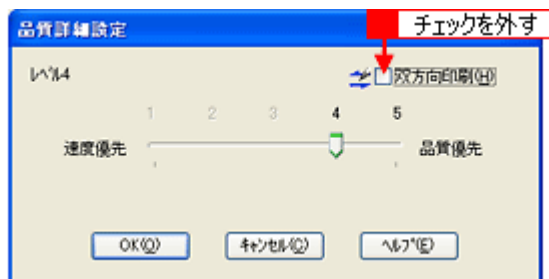 品質詳細設定
チェックを外す
ﾚﾍﾞﾙ4
双方向印刷(H)
1 2 3 4 5
速度優先 品質優先
OK(O) ｷｬﾝｾﾙ(C) ﾍﾙﾌﾟ(E)